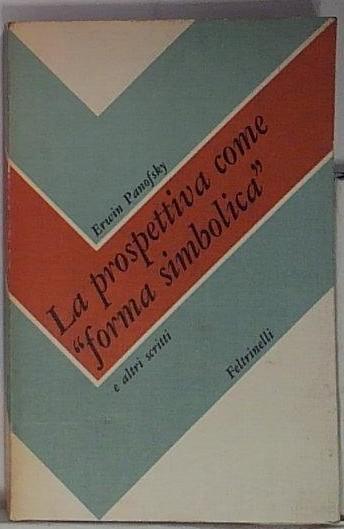 Erwin Panofsky
La prospettiva come
“forma simbolica”
e altri scritti
Feltrinelli